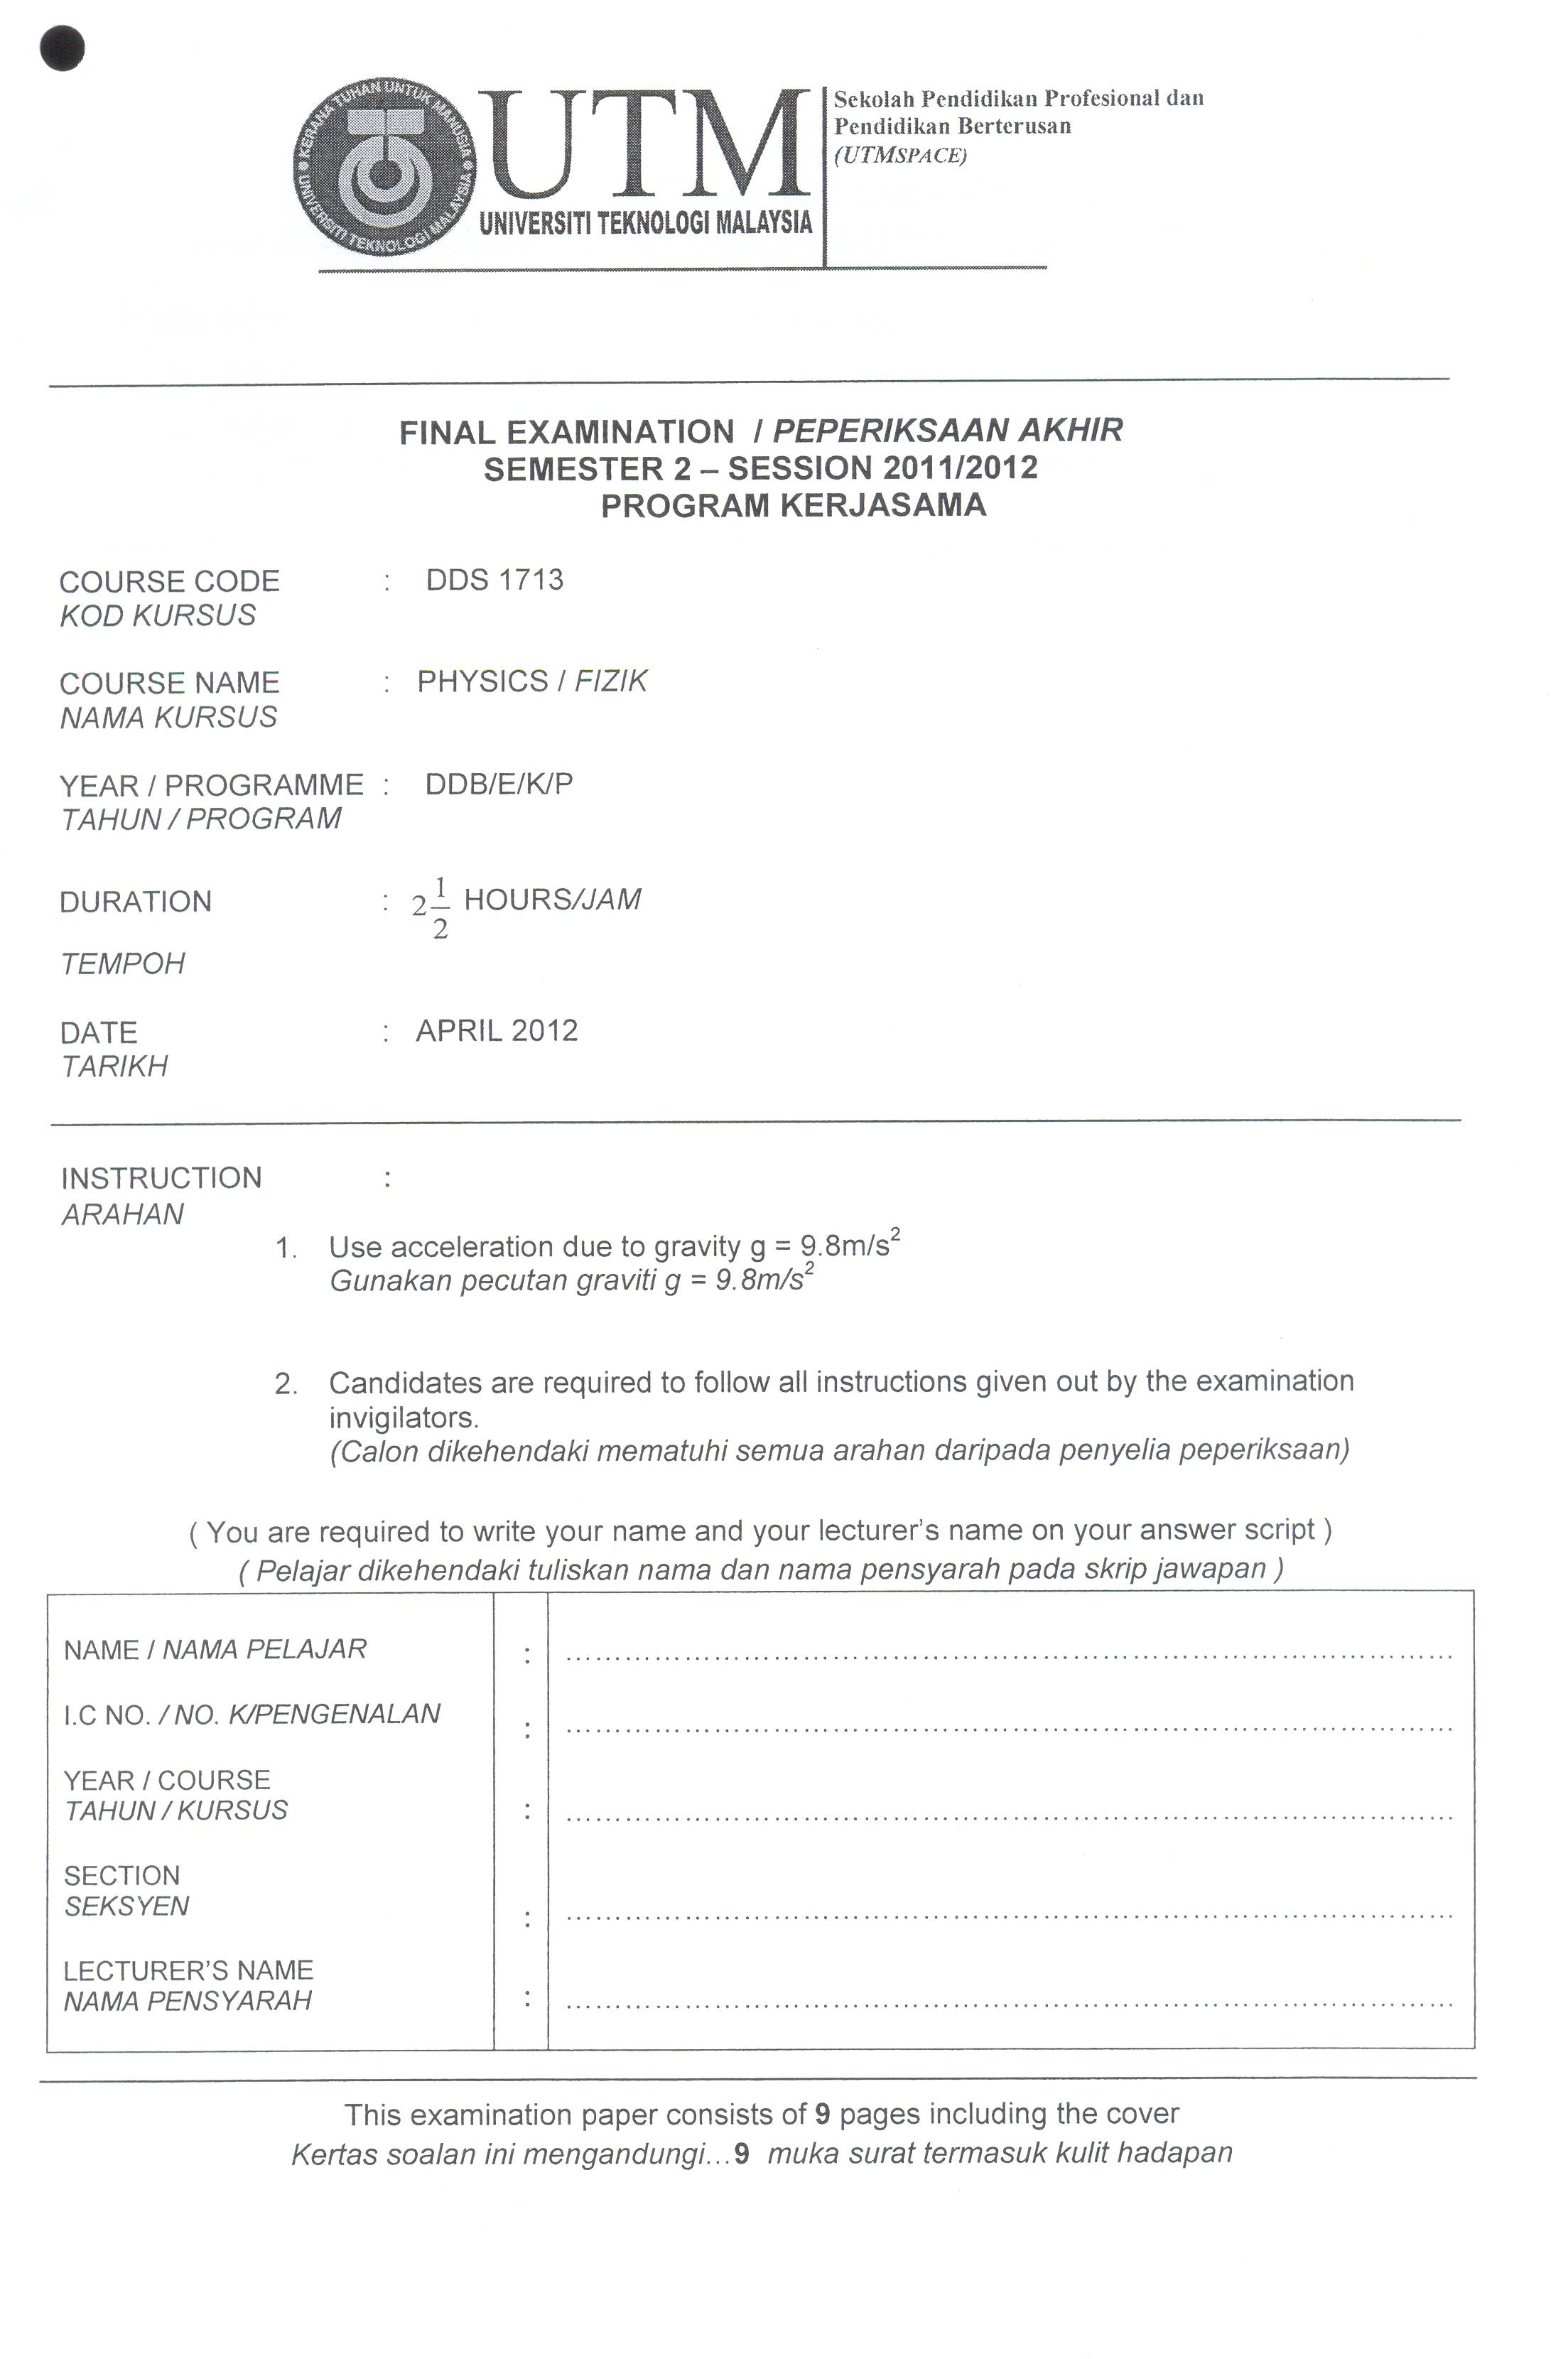 KERANA TUHAN UNTUK MANUSIA
UNIVERSITI TEKNOLOGI MALAYSIA
UTM
UNIVERSITI TEKNOLOGI MALAYSIA
Sekolah Pendidikan Profesional dan
Pendidikan Berterusan
(UTMSPACE)
FINAL EXAMINATION / PEPERIKSAAN AKHIR
SEMESTER 2 – SESSION 2011/2012
PROGRAM KERJASAMA
COURSE CODE : DDS 1713
KOD KURSUS
COURSE NAME : PHYSICS / FIZIK
NAMA KURSUS
YEAR / PROGRAMME : DDB/E/K/P
TAHUN / PROGRAM
DURATION : 2 1/2 HOURS/JAM
TEMPOH
DATE : APRIL 2012
TARIKH
INSTRUCTION :
ARAHAN
1. Use acceleration due to gravity g = 9.8m/s²
Gunakan pecutan graviti g = 9.8m/s²
2. Candidates are required to follow all instructions given out by the examination
invigilators.
(Calon dikehendaki mematuhi semua arahan daripada penyelia peperiksaan)
( You are required to write your name and your lecturer's name on your answer script )
( Pelajar dikehendaki tuliskan nama dan nama pensyarah pada skrip jawapan )
NAME / NAMA PELAJAR : ........................................
I.C NO. / NO. K/PENGENALAN : ........................................
YEAR / COURSE
TAHUN / KURSUS : ........................................
SECTION
SEKSYEN : ........................................
LECTURER'S NAME
NAMA PENSYARAH : ........................................
This examination paper consists of 9 pages including the cover
Kertas soalan ini mengandungi...9 muka surat termasuk kulit hadapan